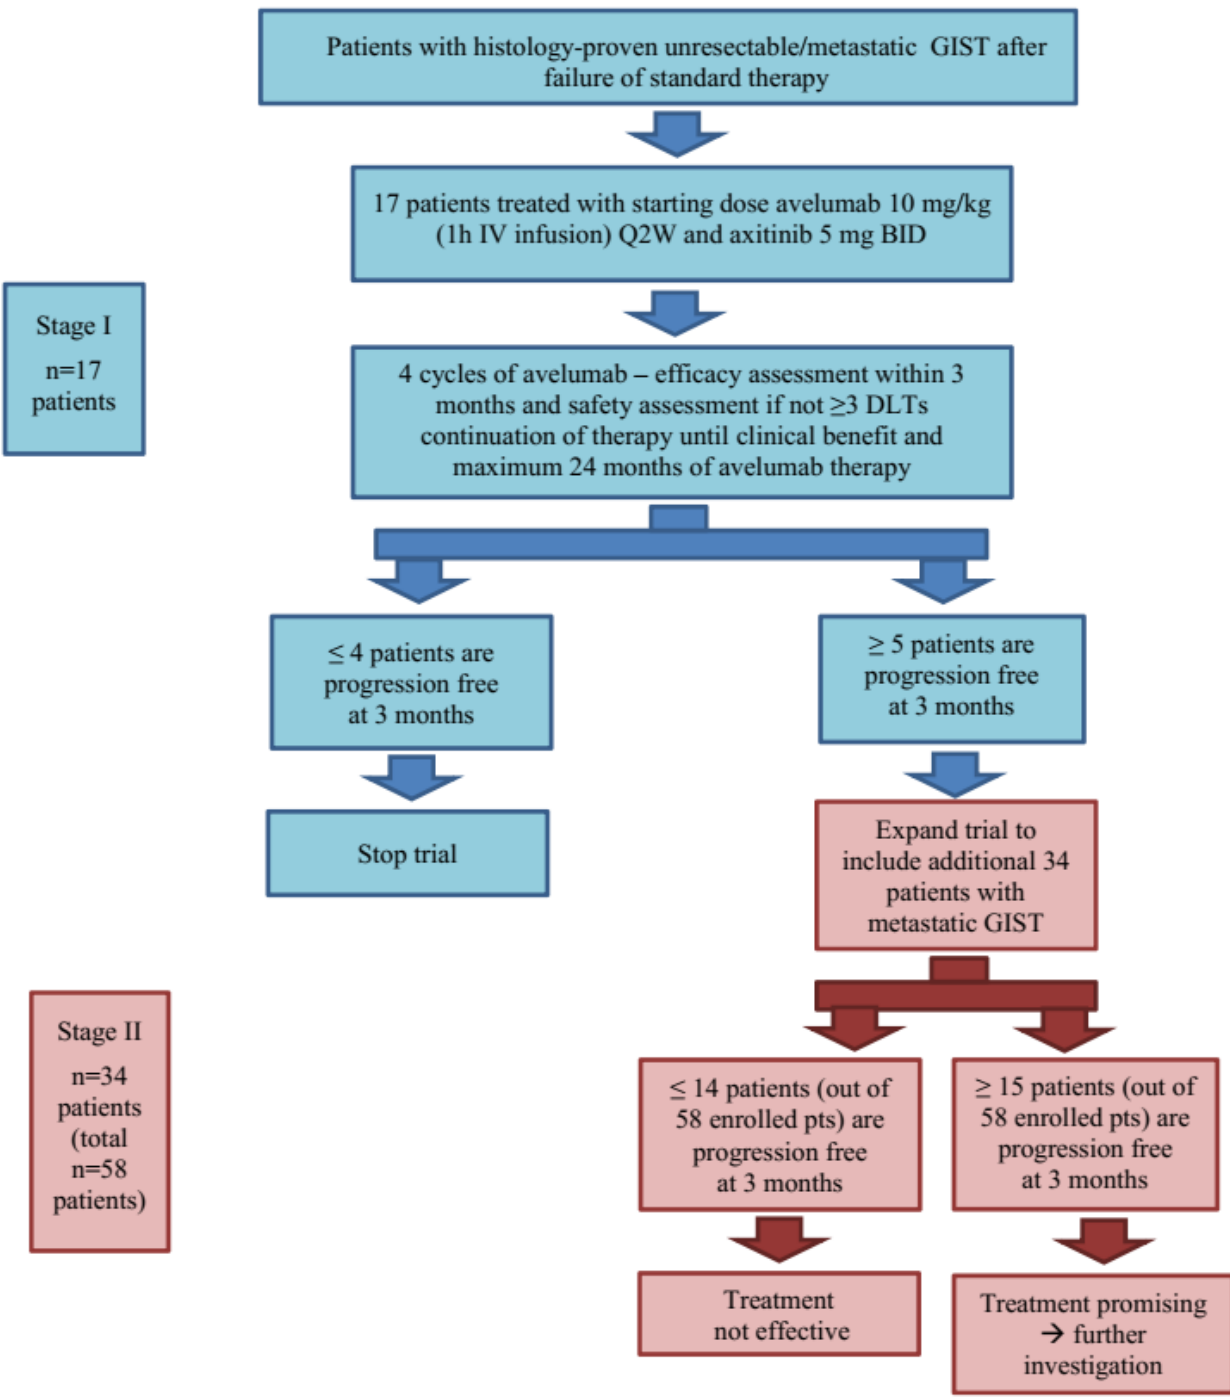 Patients with histology-proven unresectable/metastatic GIST after
failure of standard therapy
17 patients treated with starting dose avelumab 10 mg/kg
(1h IV infusion) Q2W and axitinib 5 mg BID
Stage I
n=17
patients
4 cycles of avelumab – efficacy assessment within 3
months and safety assessment if not ≥3 DLTs
continuation of therapy until clinical benefit and
maximum 24 months of avelumab therapy
≤ 4 patients are
progression free
at 3 months
≥ 5 patients are
progression free
at 3 months
Stop trial
Expand trial to
include additional 34
patients with
metastatic GIST
Stage II
n=34
patients
(total
n=58
patients)
≤ 14 patients (out of
58 enrolled pts) are
progression free
at 3 months
≥ 15 patients (out of
58 enrolled pts) are
progression free
at 3 months
Treatment
not effective
Treatment promising
→ further
investigation